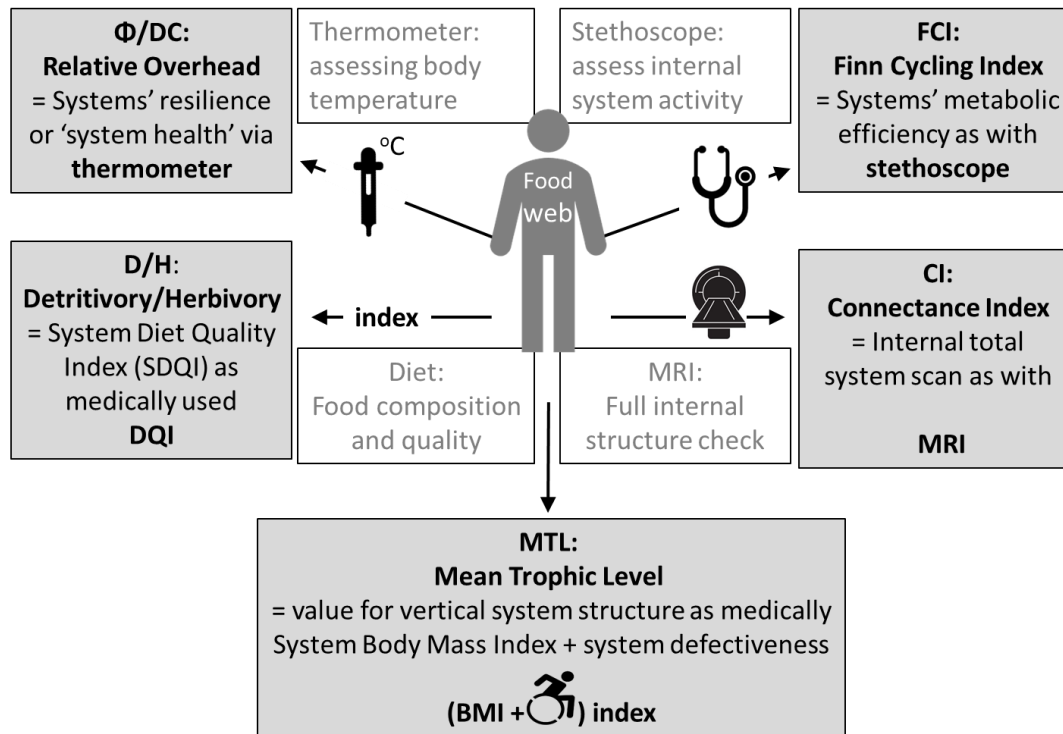 Φ/DC:
Relative Overhead
= Systems' resilience
or 'system health' via
thermometer
Thermometer:
assessing body
temperature
Stethoscope:
assess internal
system activity
FCI:
Finn Cycling Index
= Systems' metabolic
efficiency as with
stethoscope
°C
Food
web
D/H:
Detritivory/Herbivory
= System Diet Quality
Index (SDQI) as
medically used
DQI
index
CI:
Connectance Index
= Internal total
system scan as with
MRI
Diet:
Food composition
and quality
MRI:
Full internal
structure check
MTL:
Mean Trophic Level
= value for vertical system structure as medically
System Body Mass Index + system defectiveness
(BMI + ) index